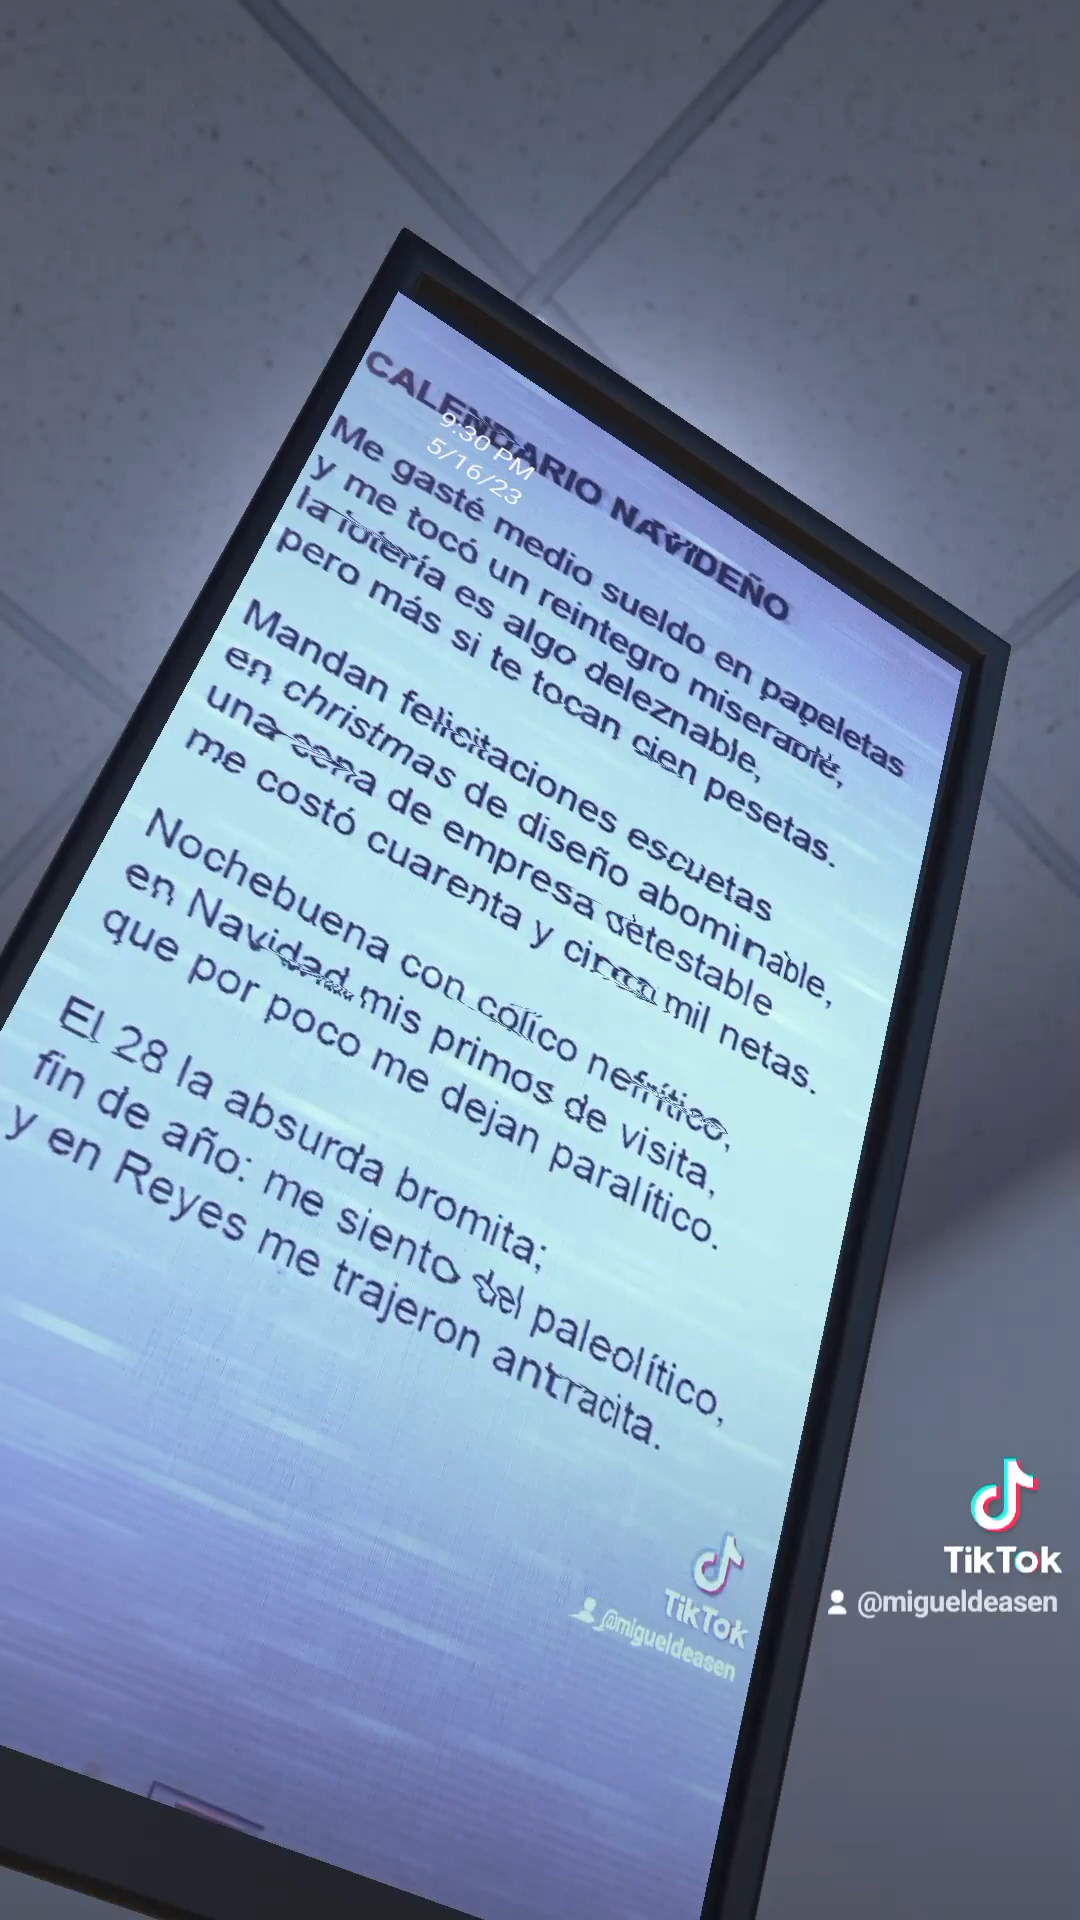 CALENDARIO NAVIDEÑO
9:30 PM
5/16/23
Me gasté medio sueldo en papeletas
y me tocó un reintegro miserable,
la lotería es algo deleznable,
pero más si te tocan cien pesetas.
Mandan felicitaciones escuetas
en christmas de diseño abominable,
una cena de empresa detestable
me costó cuarenta y cinco mil netas.
Nochebuena con cólico nefrítico,
en Navidad mis primos de visita,
que por poco me dejan paralítico.
El 28 la absurda bromita;
fin de año: me siento del paleolítico,
y en Reyes me trajeron antracita.
TikTok
@migueldeasen
TikTok
@migueldeasen